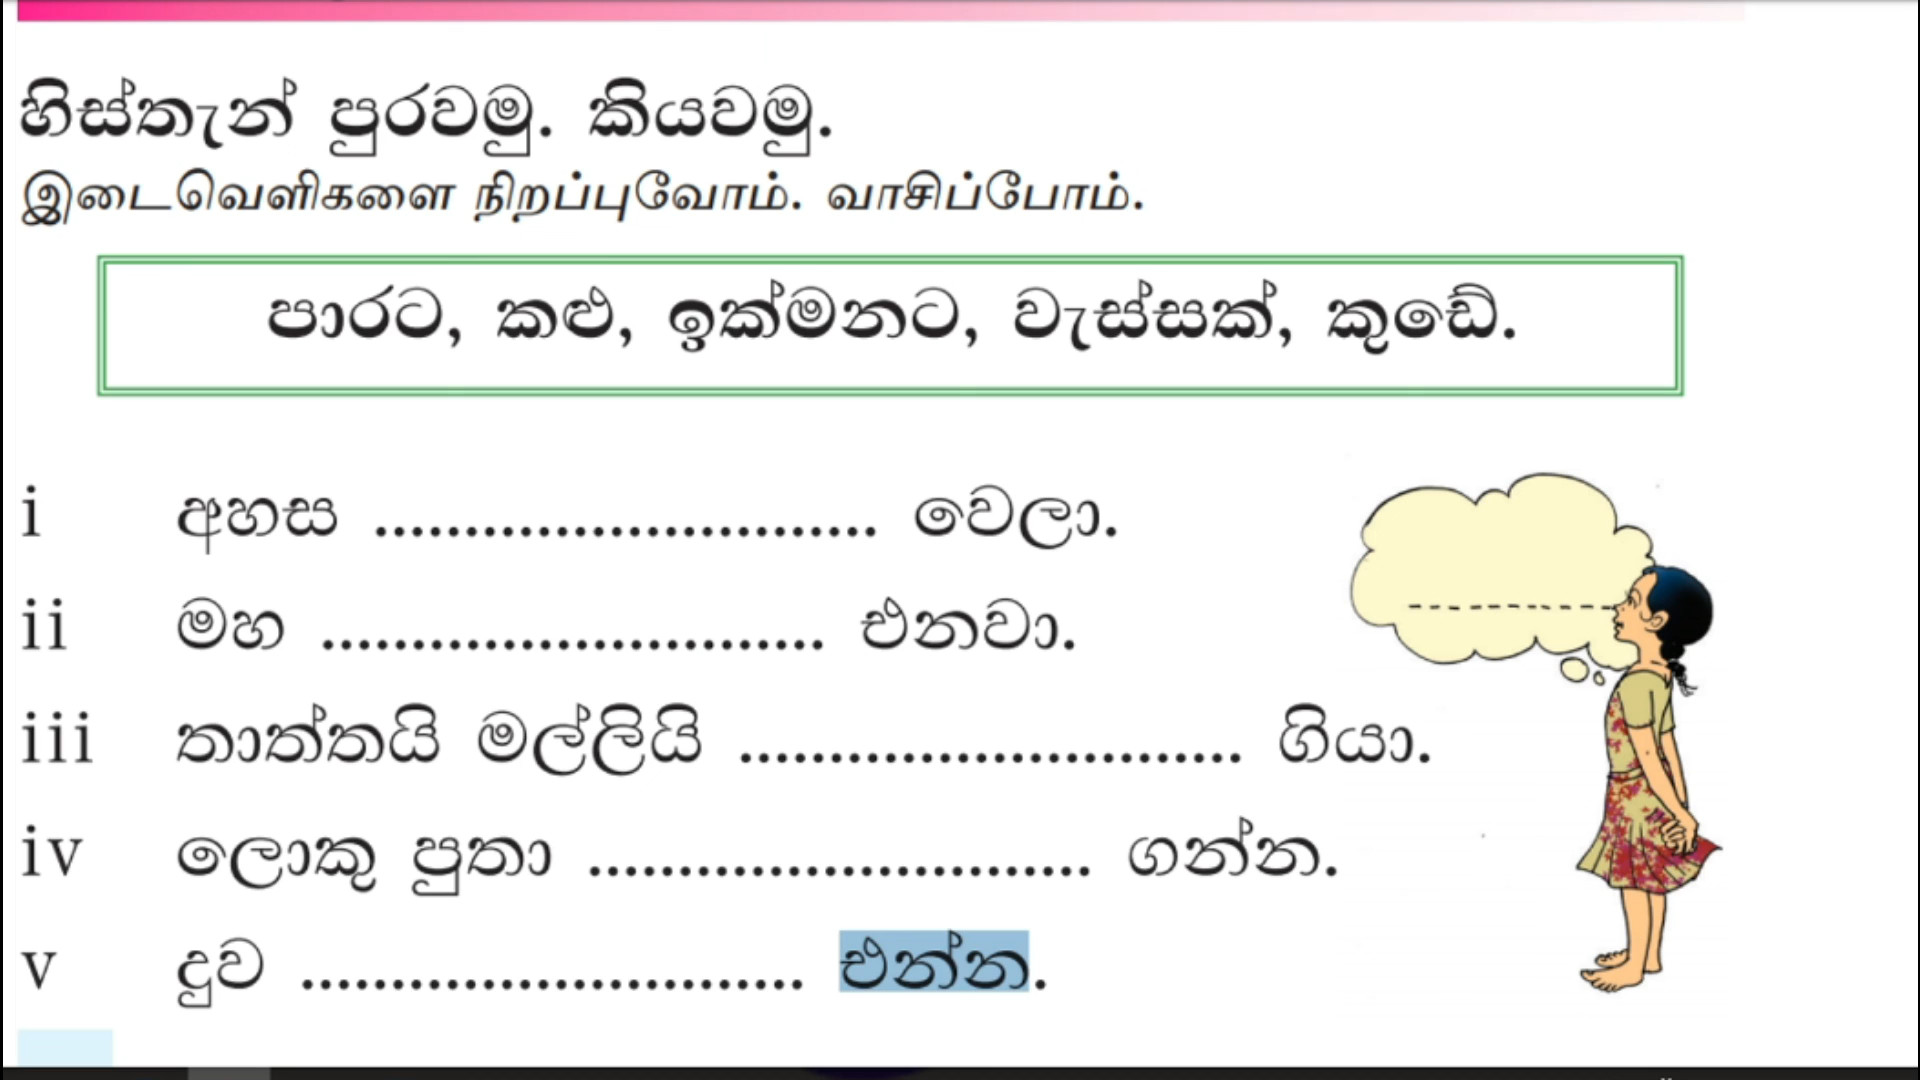 හිස්තැන් පුරවමු. කියවමු.
இடைவெளிகளை நிறப்புவோம். வாசிப்போம்.
පාරට, කළු, ඉක්මනට, වැස්සක්, කුඩේ.
i අහස .................................. වෙලා.
ii මහ .................................. එනවා.
iii තාත්තයි මල්ලියි .................................. ගියා.
iv ලොකු පුතා .................................. ගන්න.
v දුව .................................. එන්න.